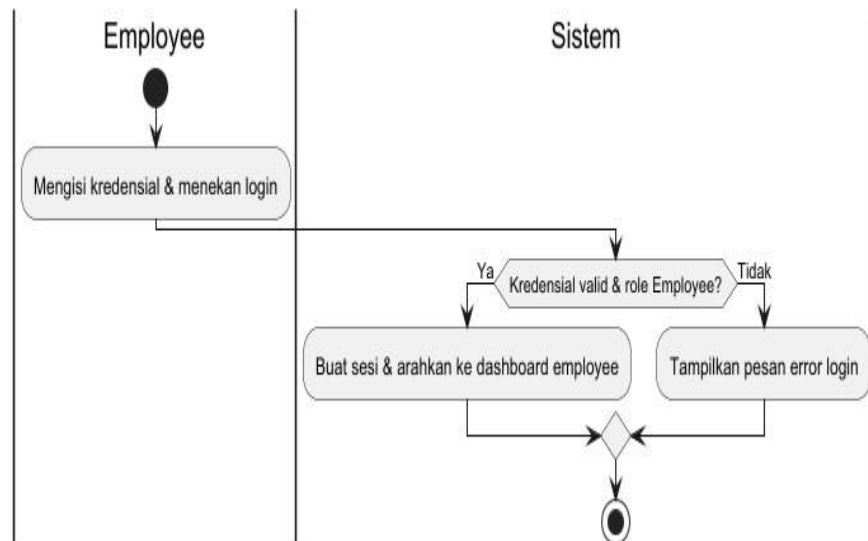 Employee
Sistem
Mengisi kredensial & menekan login
Ya
Kredensial valid & role Employee?
Tidak
Buat sesi & arahkan ke dashboard employee
Tampilkan pesan error login